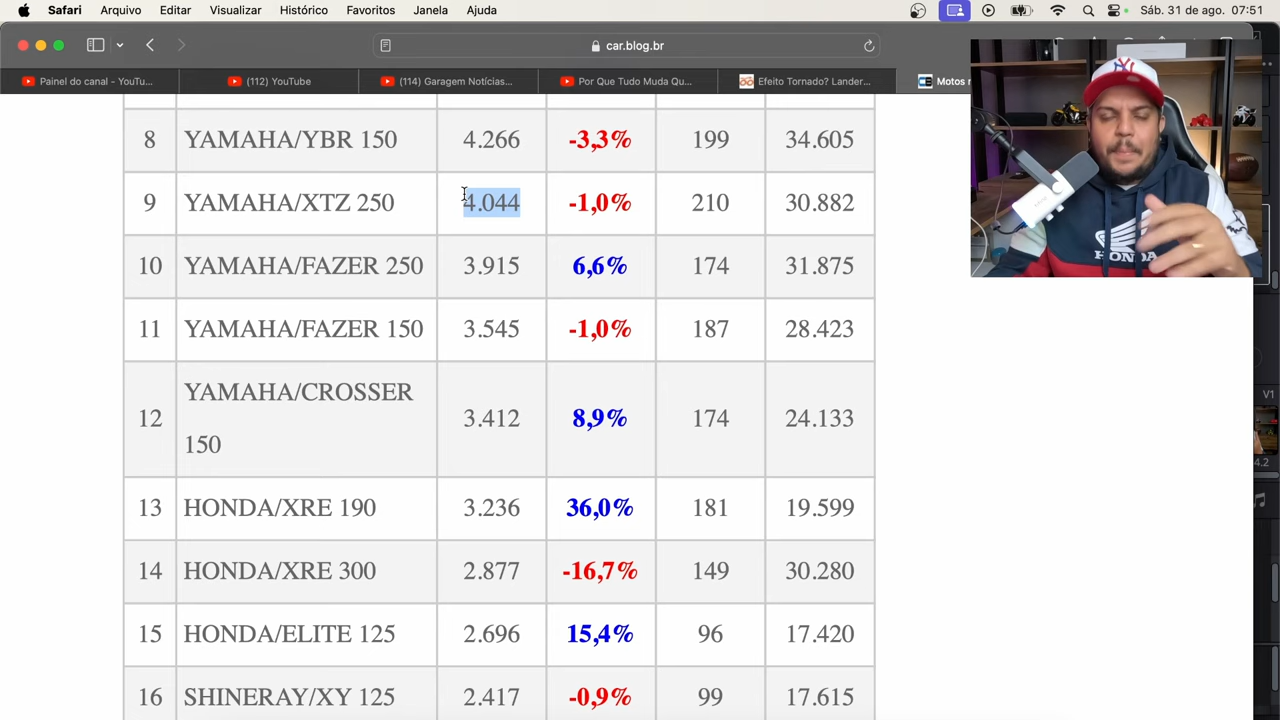 Safari Arquivo Editar Visualizar Histórico Favoritos Janela Ajuda Sáb. 31 de ago. 07:51
car.blog.br
Painel do canal - YouTu... (112) YouTube (114) Garagem Notícias... Por Que Tudo Muda Qu... Efeito Tornado? Lander... Motos
8 YAMAHA/YBR 150 4.266 -3,3% 199 34.605
9 YAMAHA/XTZ 250 4.044 -1,0% 210 30.882
10 YAMAHA/FAZER 250 3.915 6,6% 174 31.875
11 YAMAHA/FAZER 150 3.545 -1,0% 187 28.423
12 YAMAHA/CROSSER 150 3.412 8,9% 174 24.133
13 HONDA/XRE 190 3.236 36,0% 181 19.599
14 HONDA/XRE 300 2.877 -16,7% 149 30.280
15 HONDA/ELITE 125 2.696 15,4% 96 17.420
16 SHINERAY/XY 125 2.417 -0,9% 99 17.615
NY
HONDA
V1
4.2